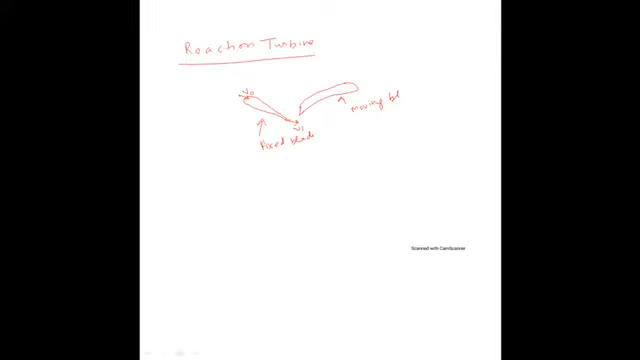 Reaction Turbine
V0
moving bl
V1
Fixed blade
Scanned with CamScanner